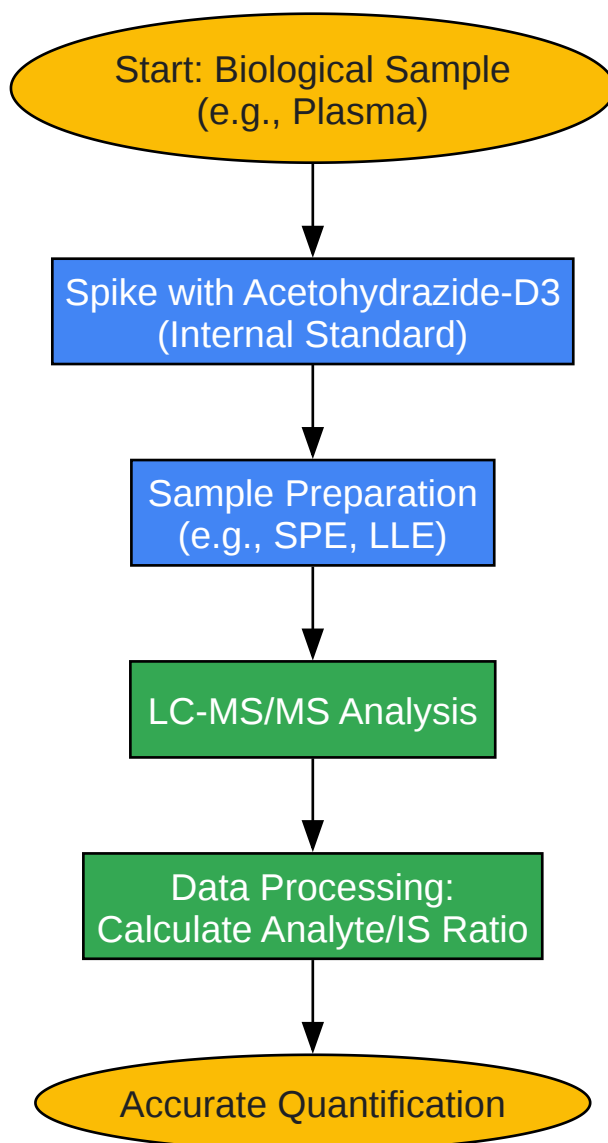 Start: Biological Sample
(e.g., Plasma)
Spike with Acetohydrazide-D3
(Internal Standard)
Sample Preparation
(e.g., SPE, LLE)
LC-MS/MS Analysis
Data Processing:
Calculate Analyte/IS Ratio
Accurate Quantification